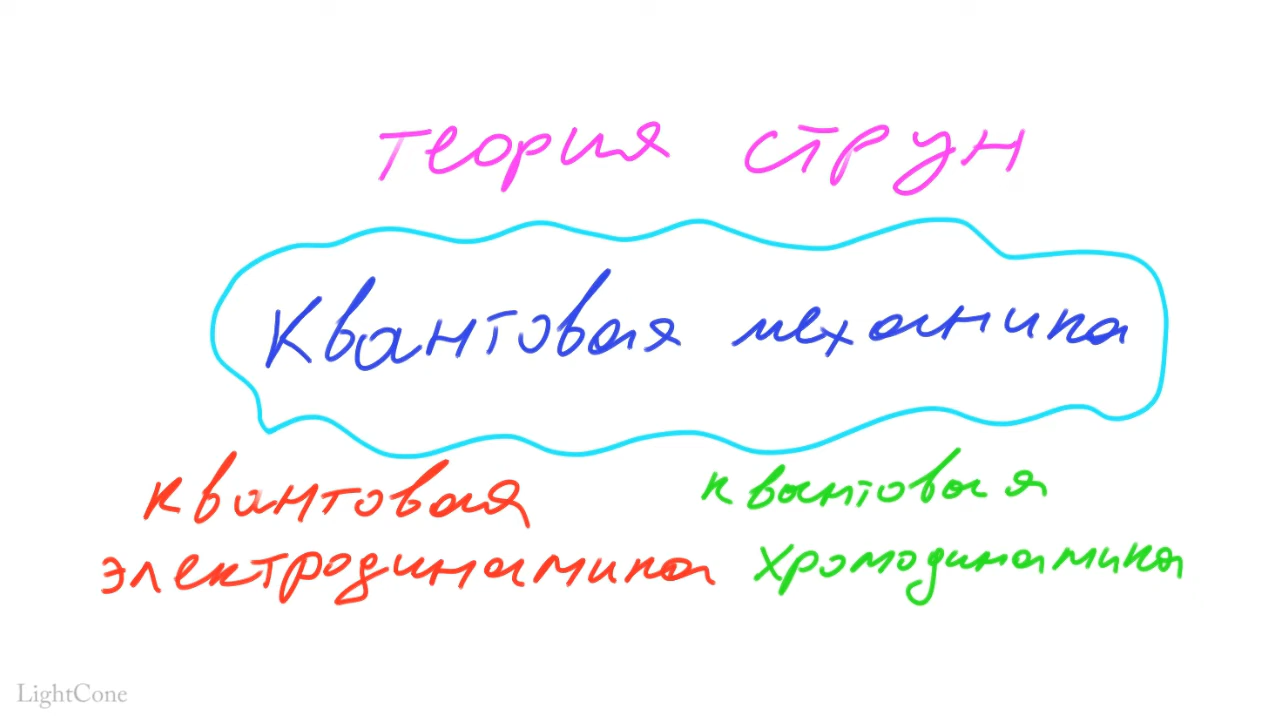 теория струн
Квантовая механика
квантовая
электродинамика
квантовая
хромодинамика
LightCone